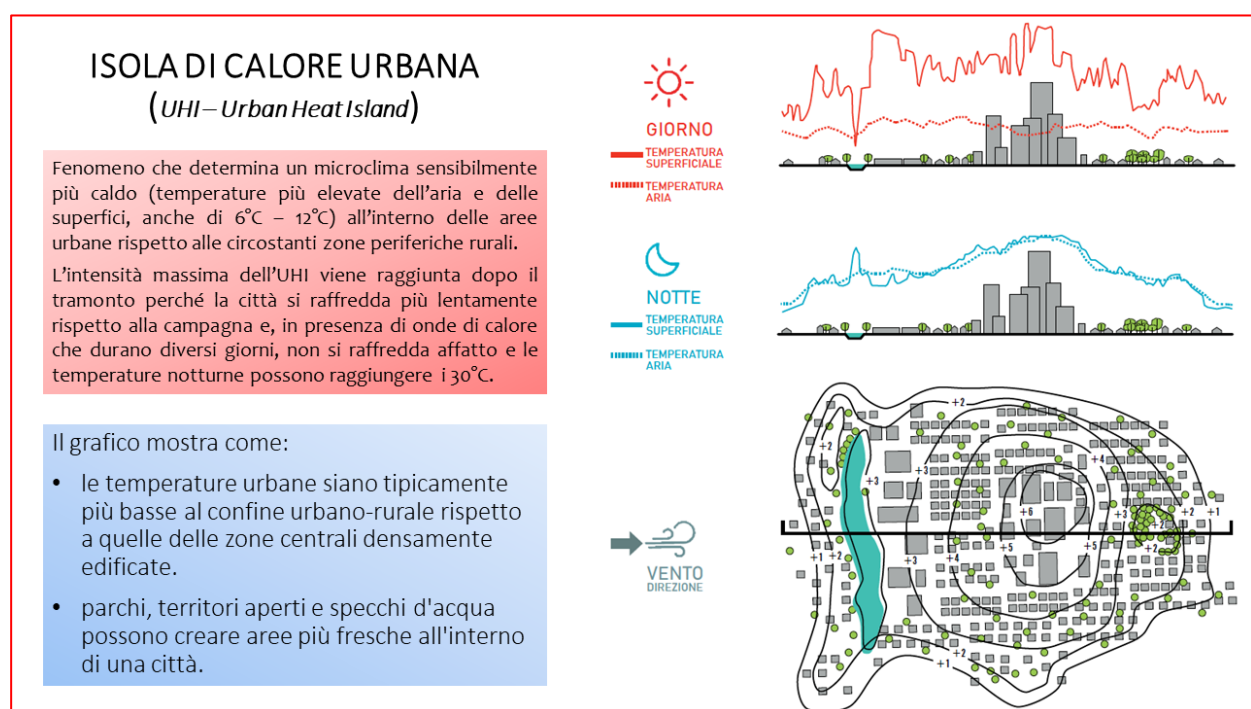 ISOLA DI CALORE URBANA
(UHI – Urban Heat Island)
Fenomeno che determina un microclima sensibilmente
più caldo (temperature più elevate dell'aria e delle
superfici, anche di 6°C – 12°C) all'interno delle aree
urbane rispetto alle circostanti zone periferiche rurali.
L'intensità massima dell'UHI viene raggiunta dopo il
tramonto perché la città si raffredda più lentamente
rispetto alla campagna e, in presenza di onde di calore
che durano diversi giorni, non si raffredda affatto e le
temperature notturne possono raggiungere i 30°C.
Il grafico mostra come:
• le temperature urbane siano tipicamente
più basse al confine urbano-rurale rispetto
a quelle delle zone centrali densamente
edificate.
• parchi, territori aperti e specchi d'acqua
possono creare aree più fresche all'interno
di una città.
GIORNO
TEMPERATURA
SUPERFICIALE
TEMPERATURA
ARIA
NOTTE
TEMPERATURA
SUPERFICIALE
TEMPERATURA
ARIA
VENTO
DIREZIONE
+2
+2
+3
+3
+4
+6
+3
+2
+2
+1
+1
+2
+3
+4
+5
+5
+2
+2
+1